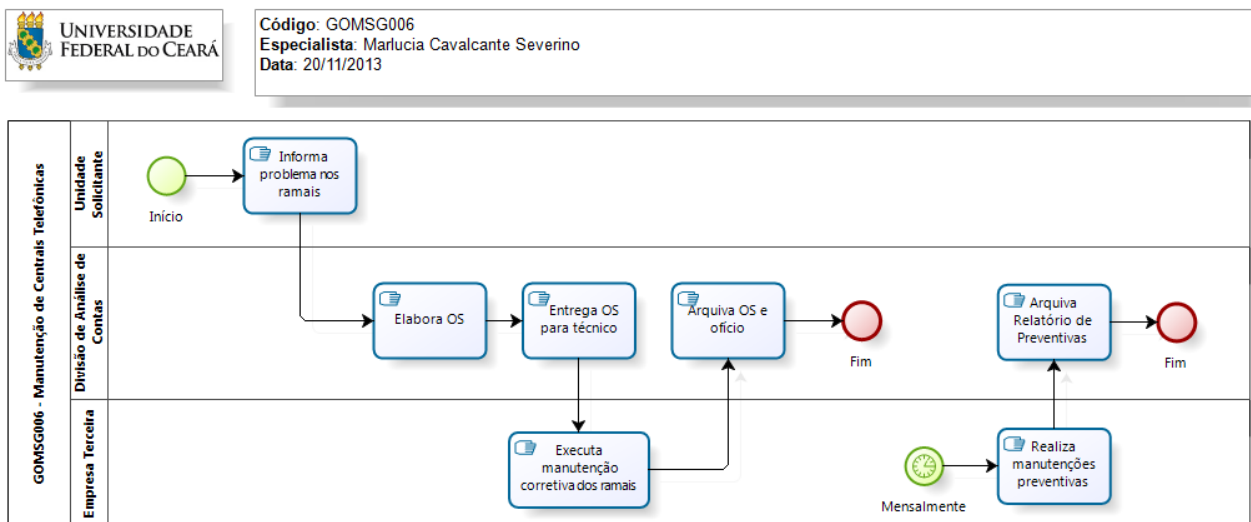 UNIVERSIDADE
FEDERAL DO CEARÁ
Código: GOMSG006
Especialista: Marlucia Cavalcante Severino
Data: 20/11/2013
GOMSG006 - Manutenção de Centrais Telefônicas
Unidade
Solicitante
Início
Informa
problema nos
ramais
Divisão de Análise de
Contas
Elabora OS
Entrega OS
para técnico
Arquiva OS e
ofício
Fim
Arquiva
Relatório de
Preventivas
Fim
Empresa Terceira
Executa
manutenção
corretiva dos ramais
Mensalmente
Realiza
manutenções
preventivas